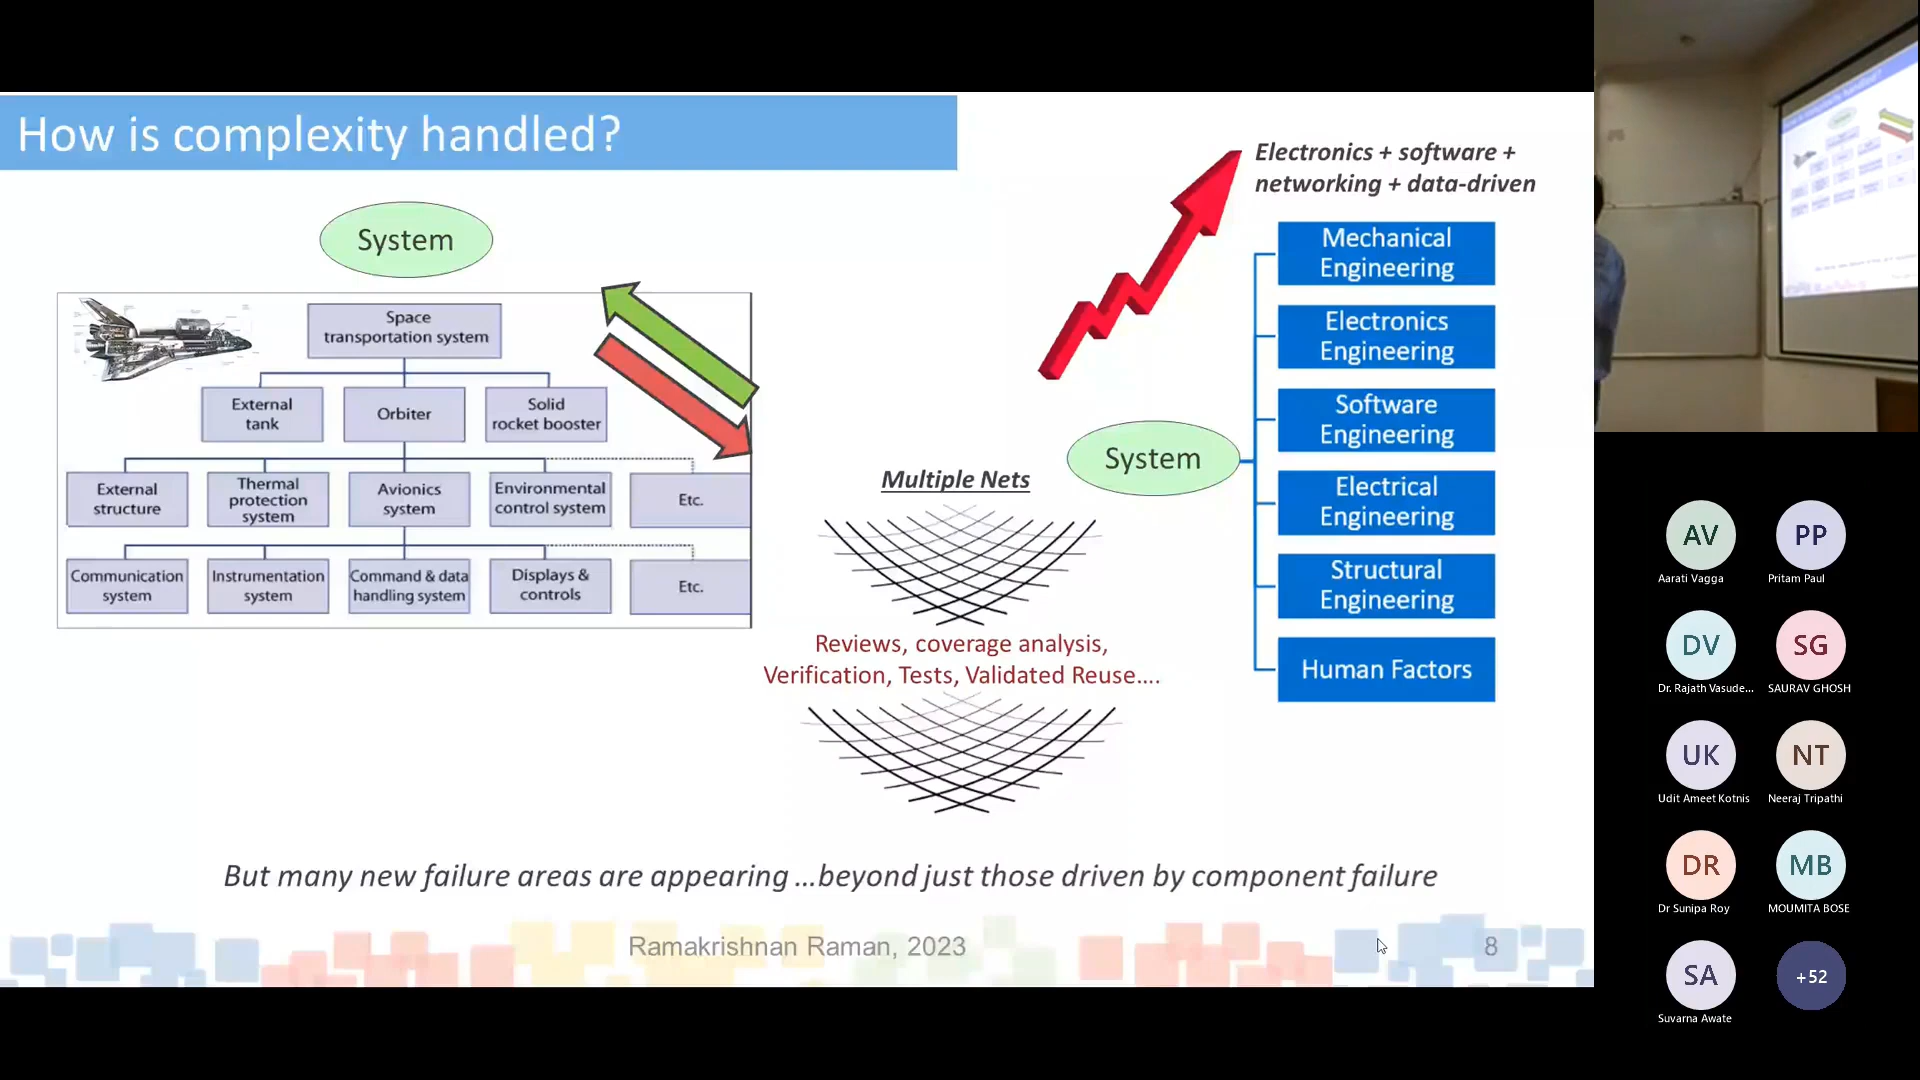 How is complexity handled?
System
Space
transportation system
External
tank
Orbiter
Solid
rocket booster
External
structure
Thermal
protection
system
Avionics
system
Environmental
control system
Etc.
Communication
system
Instrumentation
system
Command & data
handling system
Displays &
controls
Etc.
Multiple Nets
Reviews, coverage analysis,
Verification, Tests, Validated Reuse....
Electronics + software +
networking + data-driven
System
Mechanical
Engineering
Electronics
Engineering
Software
Engineering
Electrical
Engineering
Structural
Engineering
Human Factors
But many new failure areas are appearing ...beyond just those driven by component failure
Ramakrishnan Raman, 2023
8
AV
Aarati Vagga
PP
Pritam Paul
DV
Dr. Rajath Vasude...
SG
SAURAV GHOSH
UK
Udit Ameet Kotnis
NT
Neeraj Tripathi
DR
Dr Sunipa Roy
MB
MOUMITA BOSE
SA
Suvarna Awate
+52